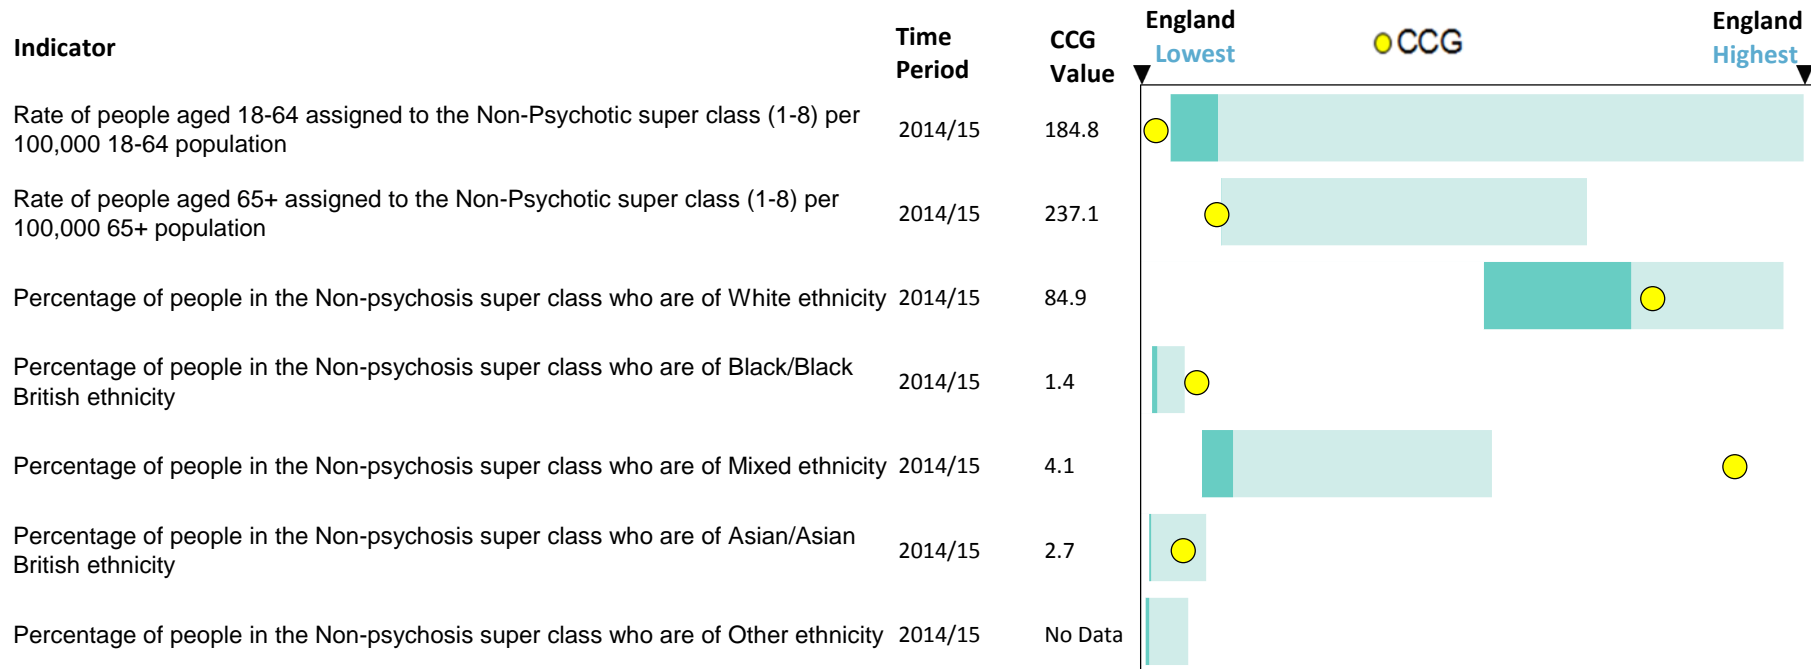 Indicator
Time Period
CCG Value
England Lowest
CCG
England Highest
Rate of people aged 18-64 assigned to the Non-Psychotic super class (1-8) per
100,000 18-64 population
2014/15
184.8
Rate of people aged 65+ assigned to the Non-Psychotic super class (1-8) per
100,000 65+ population
2014/15
237.1
Percentage of people in the Non-psychosis super class who are of White ethnicity 2014/15 84.9
Percentage of people in the Non-psychosis super class who are of Black/Black
British ethnicity
2014/15
1.4
Percentage of people in the Non-psychosis super class who are of Mixed ethnicity 2014/15 4.1
Percentage of people in the Non-psychosis super class who are of Asian/Asian
British ethnicity
2014/15
2.7
Percentage of people in the Non-psychosis super class who are of Other ethnicity 2014/15 No Data